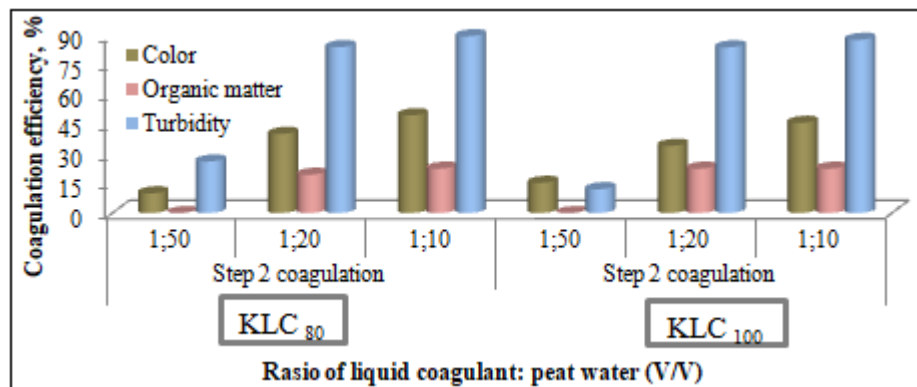 Coagulation efficiency, %
90
75
60
45
30
15
0
Color
Organic matter
Turbidity
1;50 1;20 1;10 1;50 1;20 1;10
Step 2 coagulation Step 2 coagulation
KLC 80 KLC 100
Rasio of liquid coagulant: peat water (V/V)